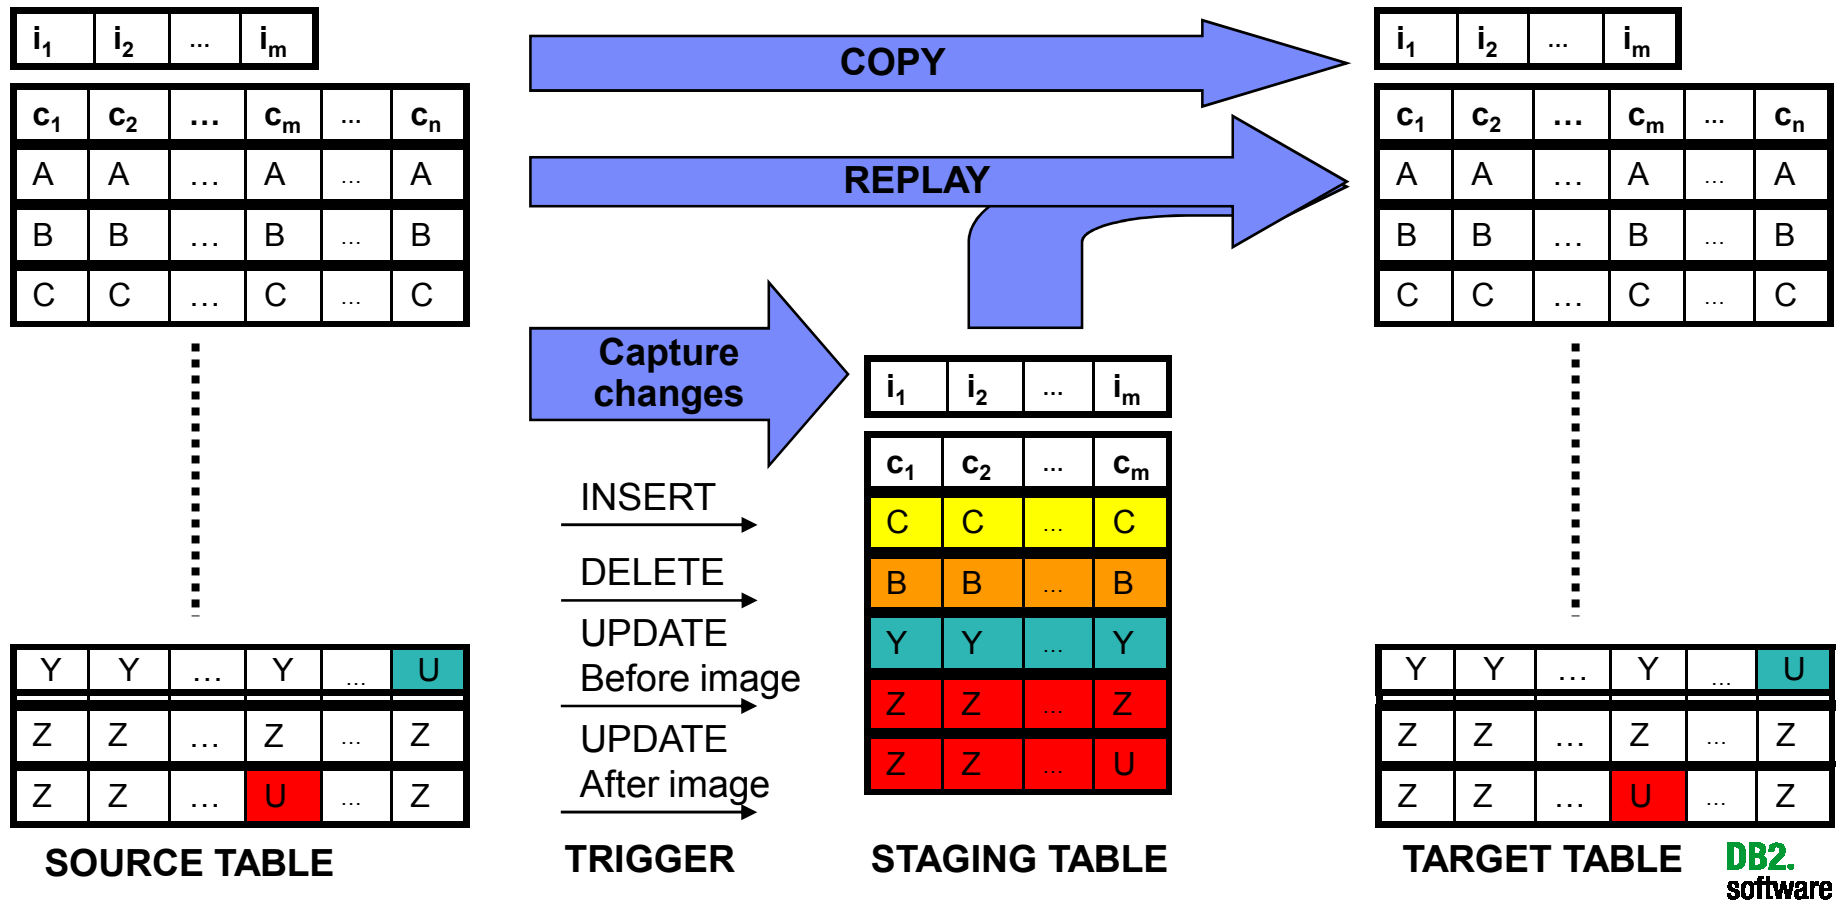 i1 i2 ... im
c1 c2 ... cm ... cn
A A ... A ... A
B B ... B ... B
C C ... C ... C
Y Y ... Y ... U
Z Z ... Z ... Z
Z Z ... U ... Z
SOURCE TABLE
COPY
REPLAY
Capture
changes
INSERT
DELETE
UPDATE
Before image
UPDATE
After image
TRIGGER
i1 i2 ... im
c1 c2 ... cm
C C ... C
B B ... B
Y Y ... Y
Z Z ... Z
Z Z ... U
STAGING TABLE
i1 i2 ... im
c1 c2 ... cm ... cn
A A ... A ... A
B B ... B ... B
C C ... C ... C
Y Y ... Y ... U
Z Z ... Z ... Z
Z Z ... U ... Z
TARGET TABLE
DB2.
software